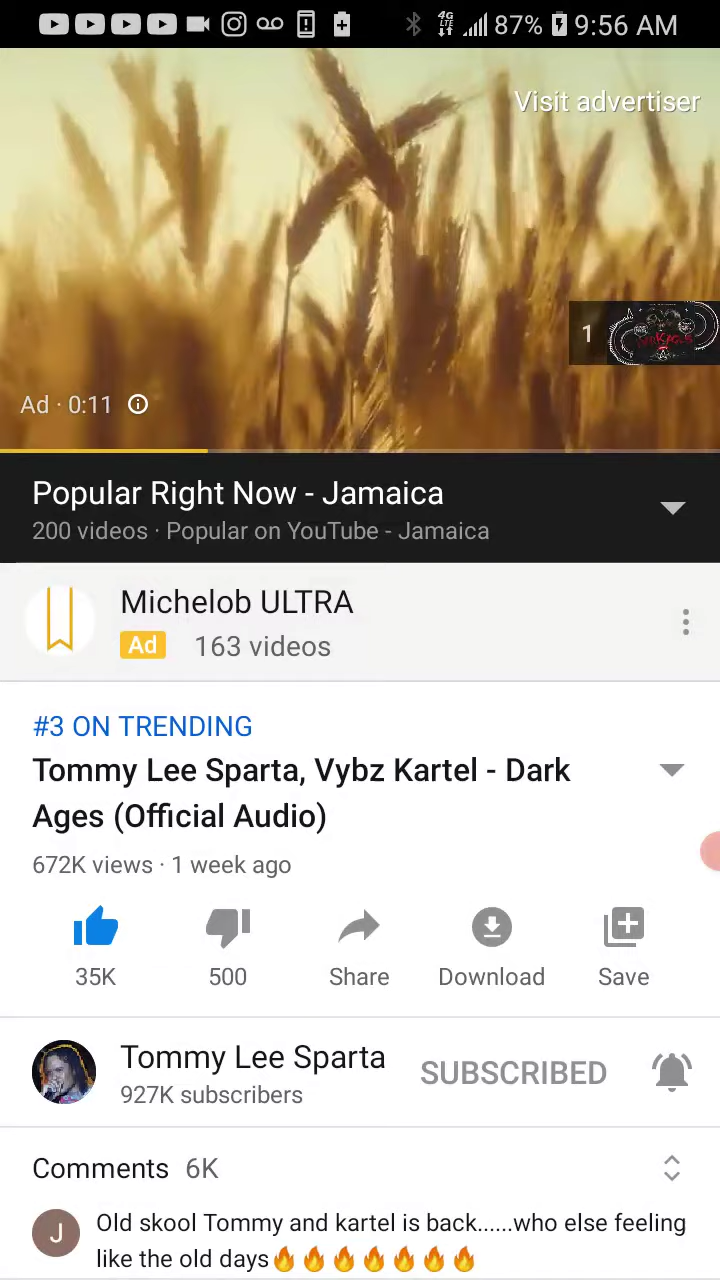 4G LTE 87% 9:56 AM
Visit advertiser
1
Ad · 0:11
Popular Right Now - Jamaica
200 videos · Popular on YouTube - Jamaica
Michelob ULTRA
Ad 163 videos
#3 ON TRENDING
Tommy Lee Sparta, Vybz Kartel - Dark
Ages (Official Audio)
672K views · 1 week ago
35K 500 Share Download Save
Tommy Lee Sparta SUBSCRIBED
927K subscribers
Comments 6K
J Old skool Tommy and kartel is back......who else feeling
like the old days🔥🔥🔥🔥🔥🔥🔥